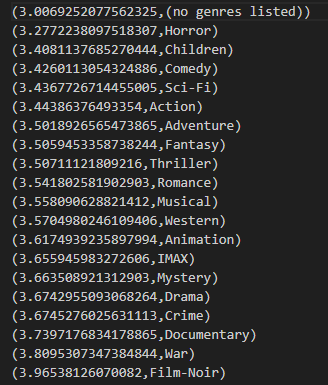 (3.0069252077562325,(no genres listed))
(3.2772238097518307,Horror)
(3.4081137685270444,Children)
(3.4260113054324886,Comedy)
(3.4367726714455005,Sci-Fi)
(3.44386376493354,Action)
(3.5018926565473865,Adventure)
(3.5059453358738244,Fantasy)
(3.50711121809216,Thriller)
(3.541802581902903,Romance)
(3.558090628821412,Musical)
(3.5704980246109406,Western)
(3.6174939235897994,Animation)
(3.655945983272606,IMAX)
(3.663508921312903,Mystery)
(3.6742955093068264,Drama)
(3.6745276025631113,Crime)
(3.7397176834178865,Documentary)
(3.8095307347384844,War)
(3.96538126070082,Film-Noir)